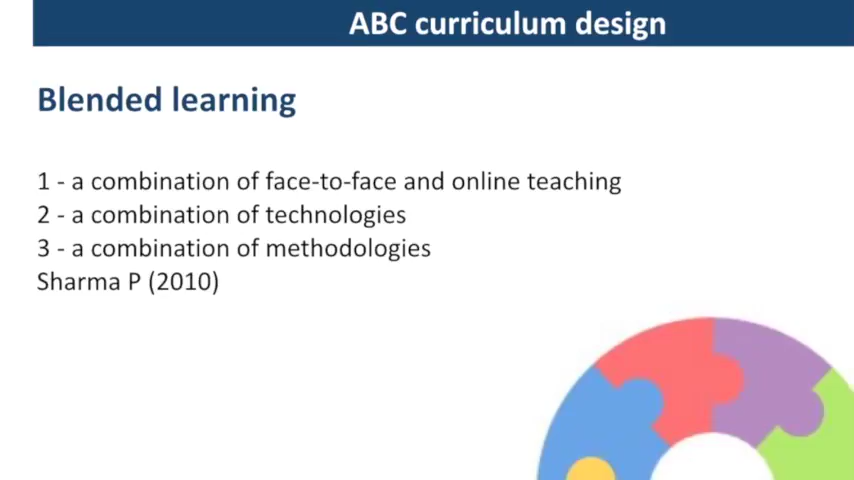 ABC curriculum design
Blended learning
1 - a combination of face-to-face and online teaching
2 - a combination of technologies
3 - a combination of methodologies
Sharma P (2010)